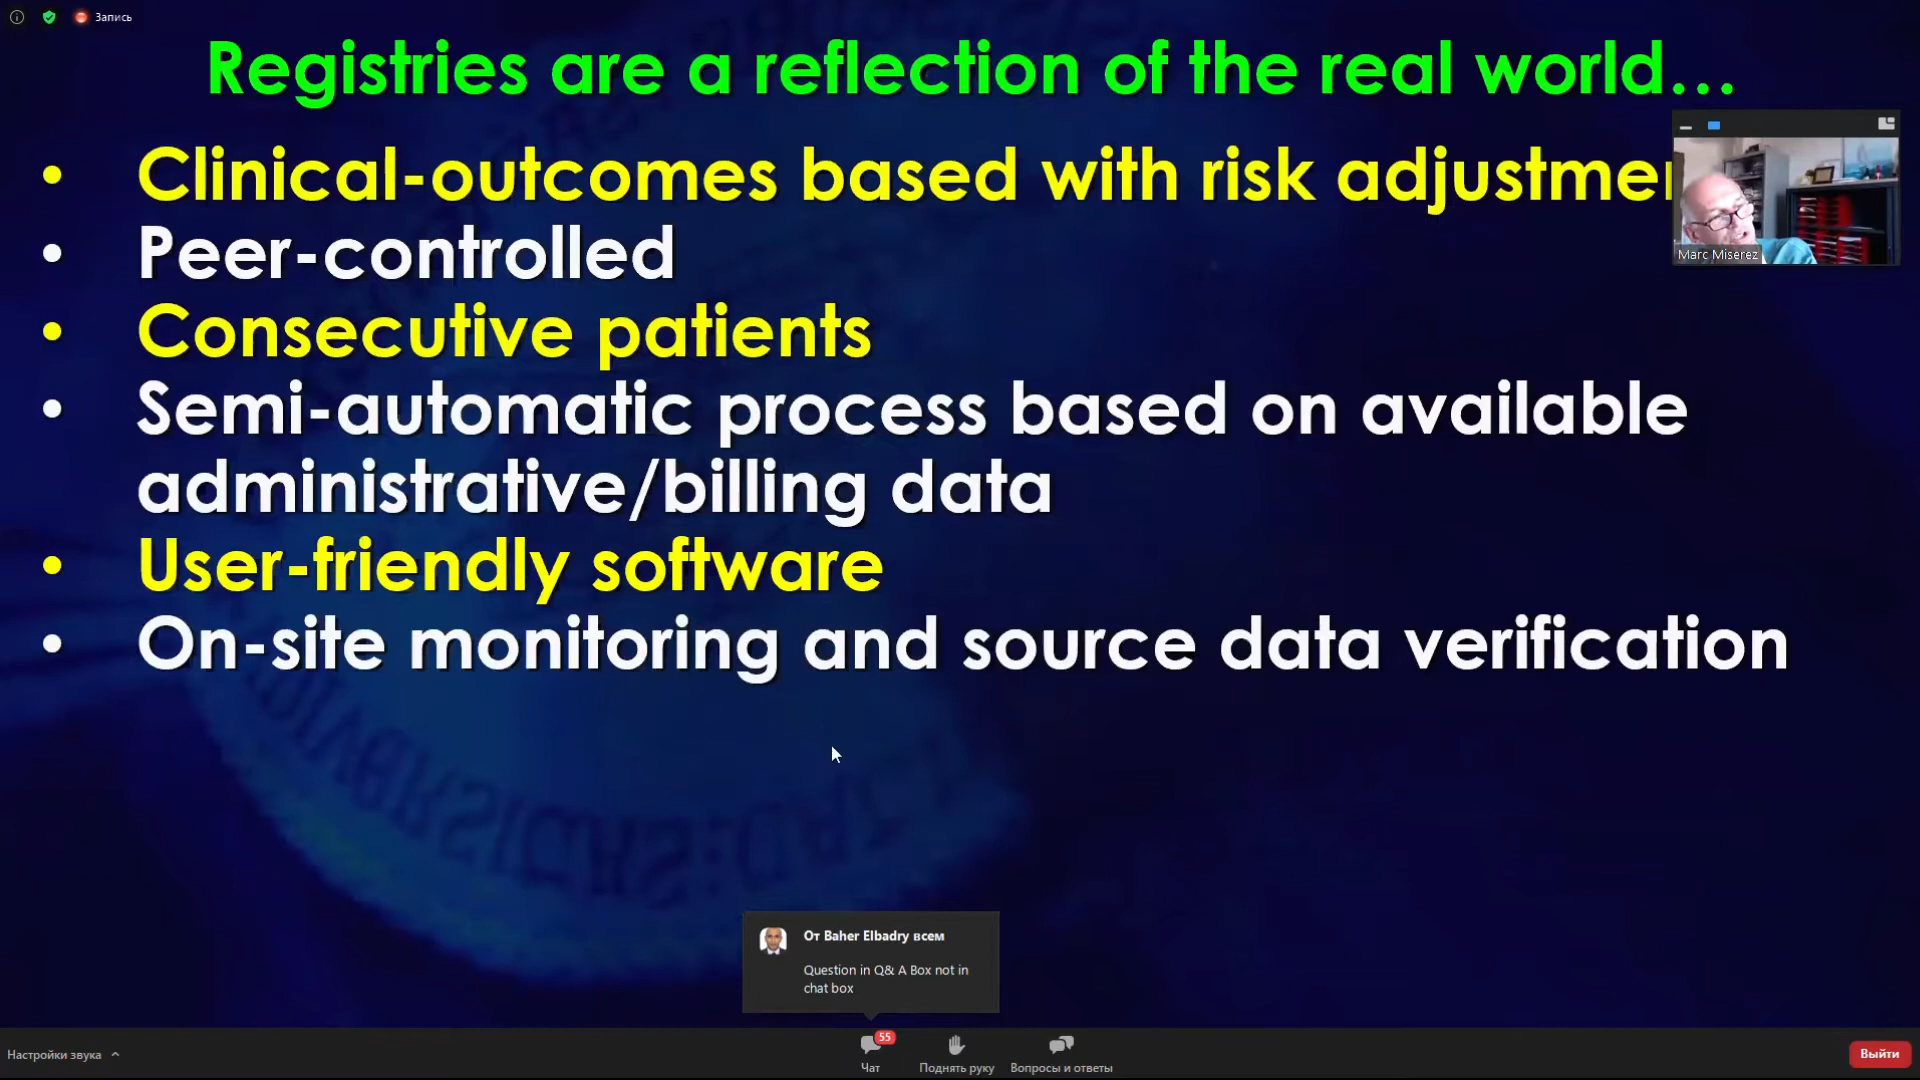 Запись
Registries are a reflection of the real world…
• Clinical-outcomes based with risk
• Peer-controlled
• Consecutive patients
• Semi-automatic process based on available
administrative/billing data
• User-friendly software
• On-site monitoring and source data verification
Marc Miserez
От Baher Elbadry всем
Question in Q& A Box not in
chat box
55
Настройки звука
Чат
Поднять руку
Вопросы и ответы
Выйти